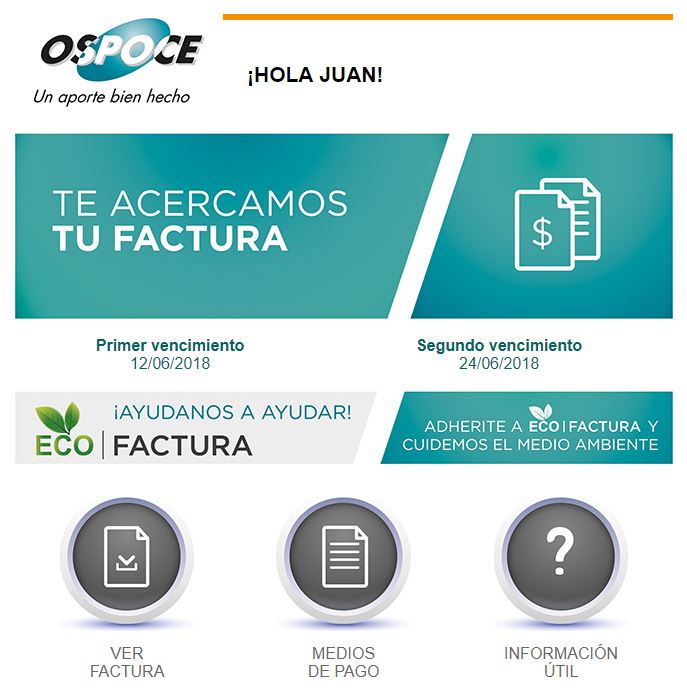 OSPOCE
Un aporte bien hecho
¡HOLA JUAN!
TE ACERCAMOS
TU FACTURA
$
Primer vencimiento
12/06/2018
Segundo vencimiento
24/06/2018
¡AYUDANOS A AYUDAR!
ECO | FACTURA
ADHERITE A ECO | FACTURA Y
CUIDEMOS EL MEDIO AMBIENTE
?
VER
FACTURA
MEDIOS
DE PAGO
INFORMACIÓN
ÚTIL